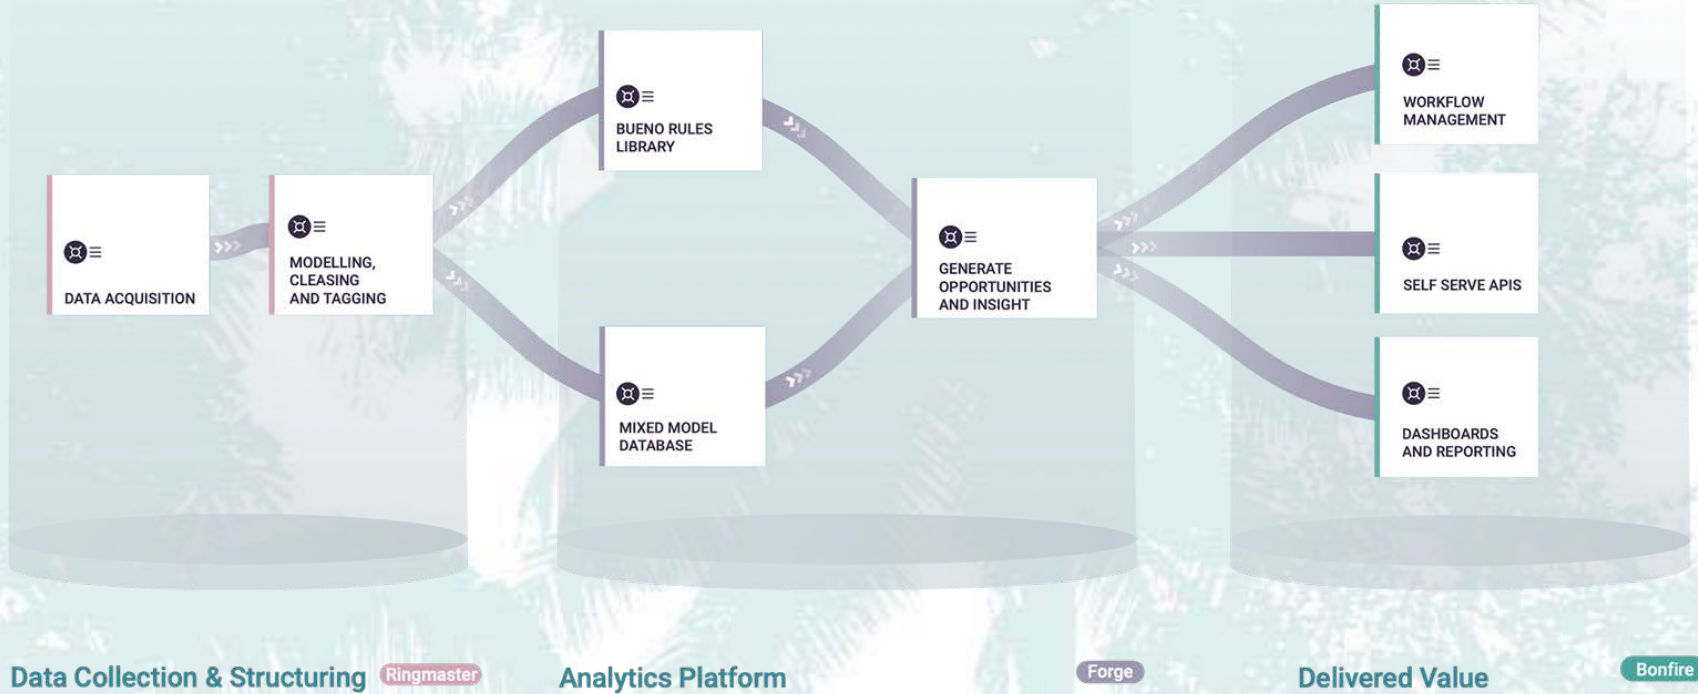 DATA ACQUISITION
MODELLING,
CLEASING
AND TAGGING
BUENO RULES
LIBRARY
MIXED MODEL
DATABASE
GENERATE
OPPORTUNITIES
AND INSIGHT
WORKFLOW
MANAGEMENT
SELF SERVE APIS
DASHBOARDS
AND REPORTING
Data Collection & Structuring Ringmaster
Analytics Platform Forge
Delivered Value Bonfire